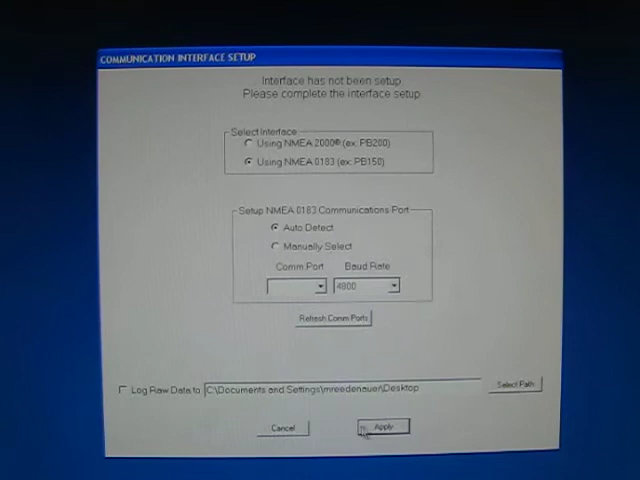 COMMUNICATION INTERFACE SETUP
Interface has not been setup.
Please complete the interface setup.
Select Interface
Using NMEA 2000® (ex: PB200)
Using NMEA 0183 (ex: PB150)
Setup NMEA 0183 Communications Port
Auto Detect
Manually Select
Comm Port Baud Rate
4800
Refresh Comm Ports
Log Raw Data to C:\Documents and Settings\mreedenauer\Desktop Select Path
Cancel Apply